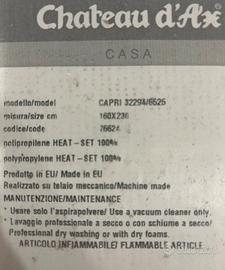 Chateau d'Ax®
CASA
modello/model CAPRI 32294/6525
misura/size cm 160X230
codice/code 76624
polipropilene HEAT-SET 100%
polypropylene HEAT-SET 100%
Prodotto in EU/ Made in EU
Realizzato su telaio meccanico/Machine made
MANUTENZIONE/MAINTENANCE
* Usare solo l'aspirapolvere/ Use a vacuum cleaner only.
* Lavaggio professionale a secco o con schiume a secco/
Professional dry washing or with dry foams.
ARTICOLO INFIAMMABILE/ FLAMMABLE ARTICLE